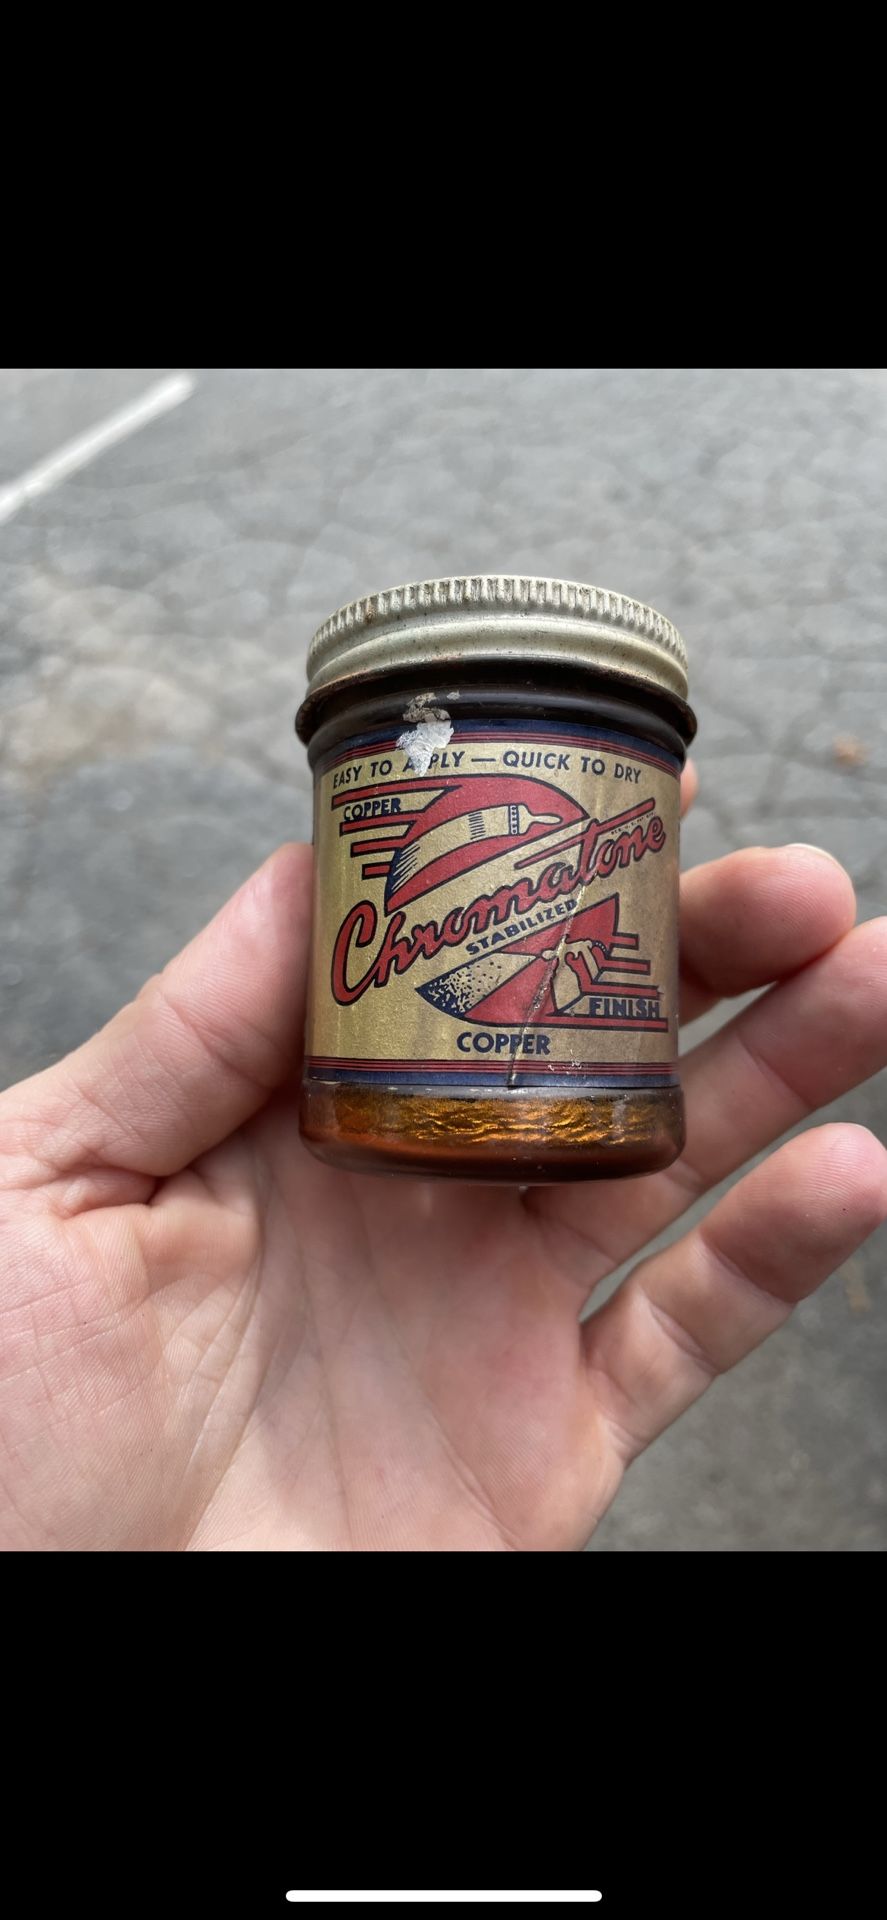 EASY TO APPLY — QUICK TO DRY
COPPER
Chromatone
STABILIZED
FINISH
COPPER